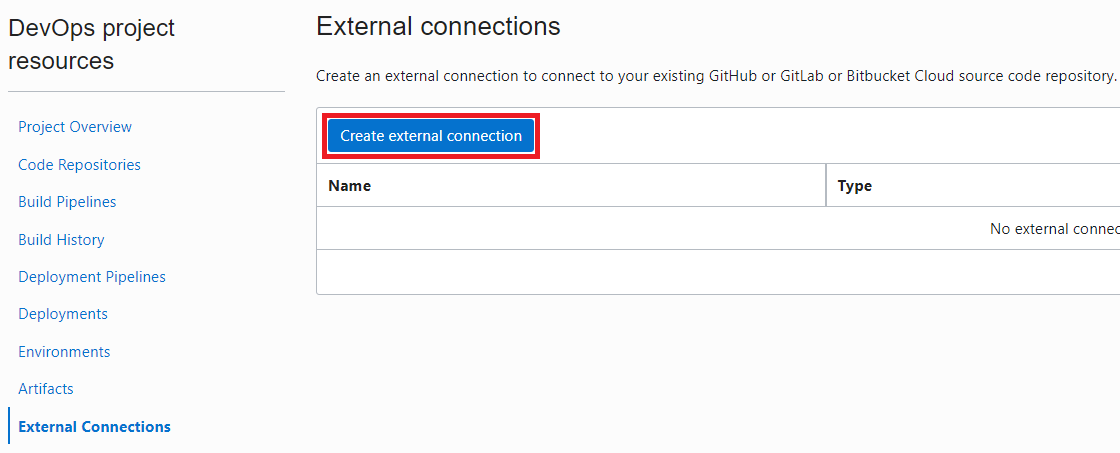 DevOps project
resources
Project Overview
Code Repositories
Build Pipelines
Build History
Deployment Pipelines
Deployments
Environments
Artifacts
External Connections
External connections
Create an external connection to connect to your existing GitHub or GitLab or Bitbucket Cloud source code repository.
Create external connection
Name Type
No external connec